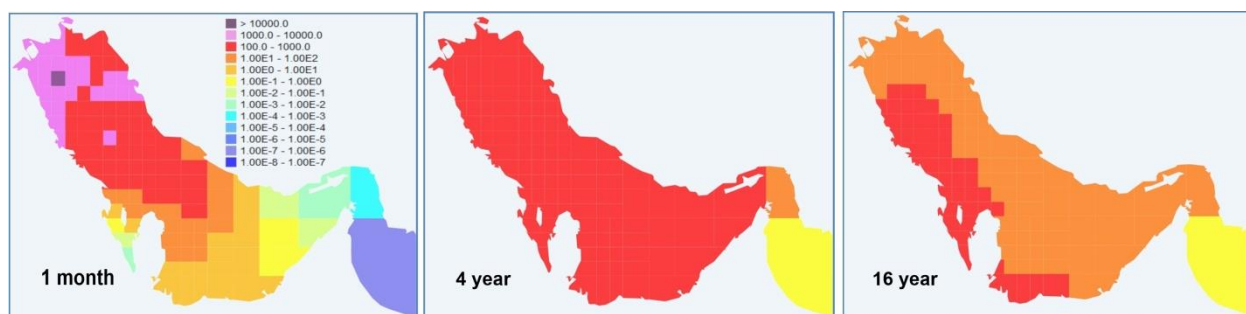 > 10000.0
1000.0 - 10000.0
100.0 - 1000.0
1.00E1 - 1.00E2
1.00E0 - 1.00E1
1.00E-1 - 1.00E0
1.00E-2 - 1.00E-1
1.00E-3 - 1.00E-2
1.00E-4 - 1.00E-3
1.00E-5 - 1.00E-4
1.00E-6 - 1.00E-5
1.00E-7 - 1.00E-6
1.00E-8 - 1.00E-7
1 month
4 year
16 year